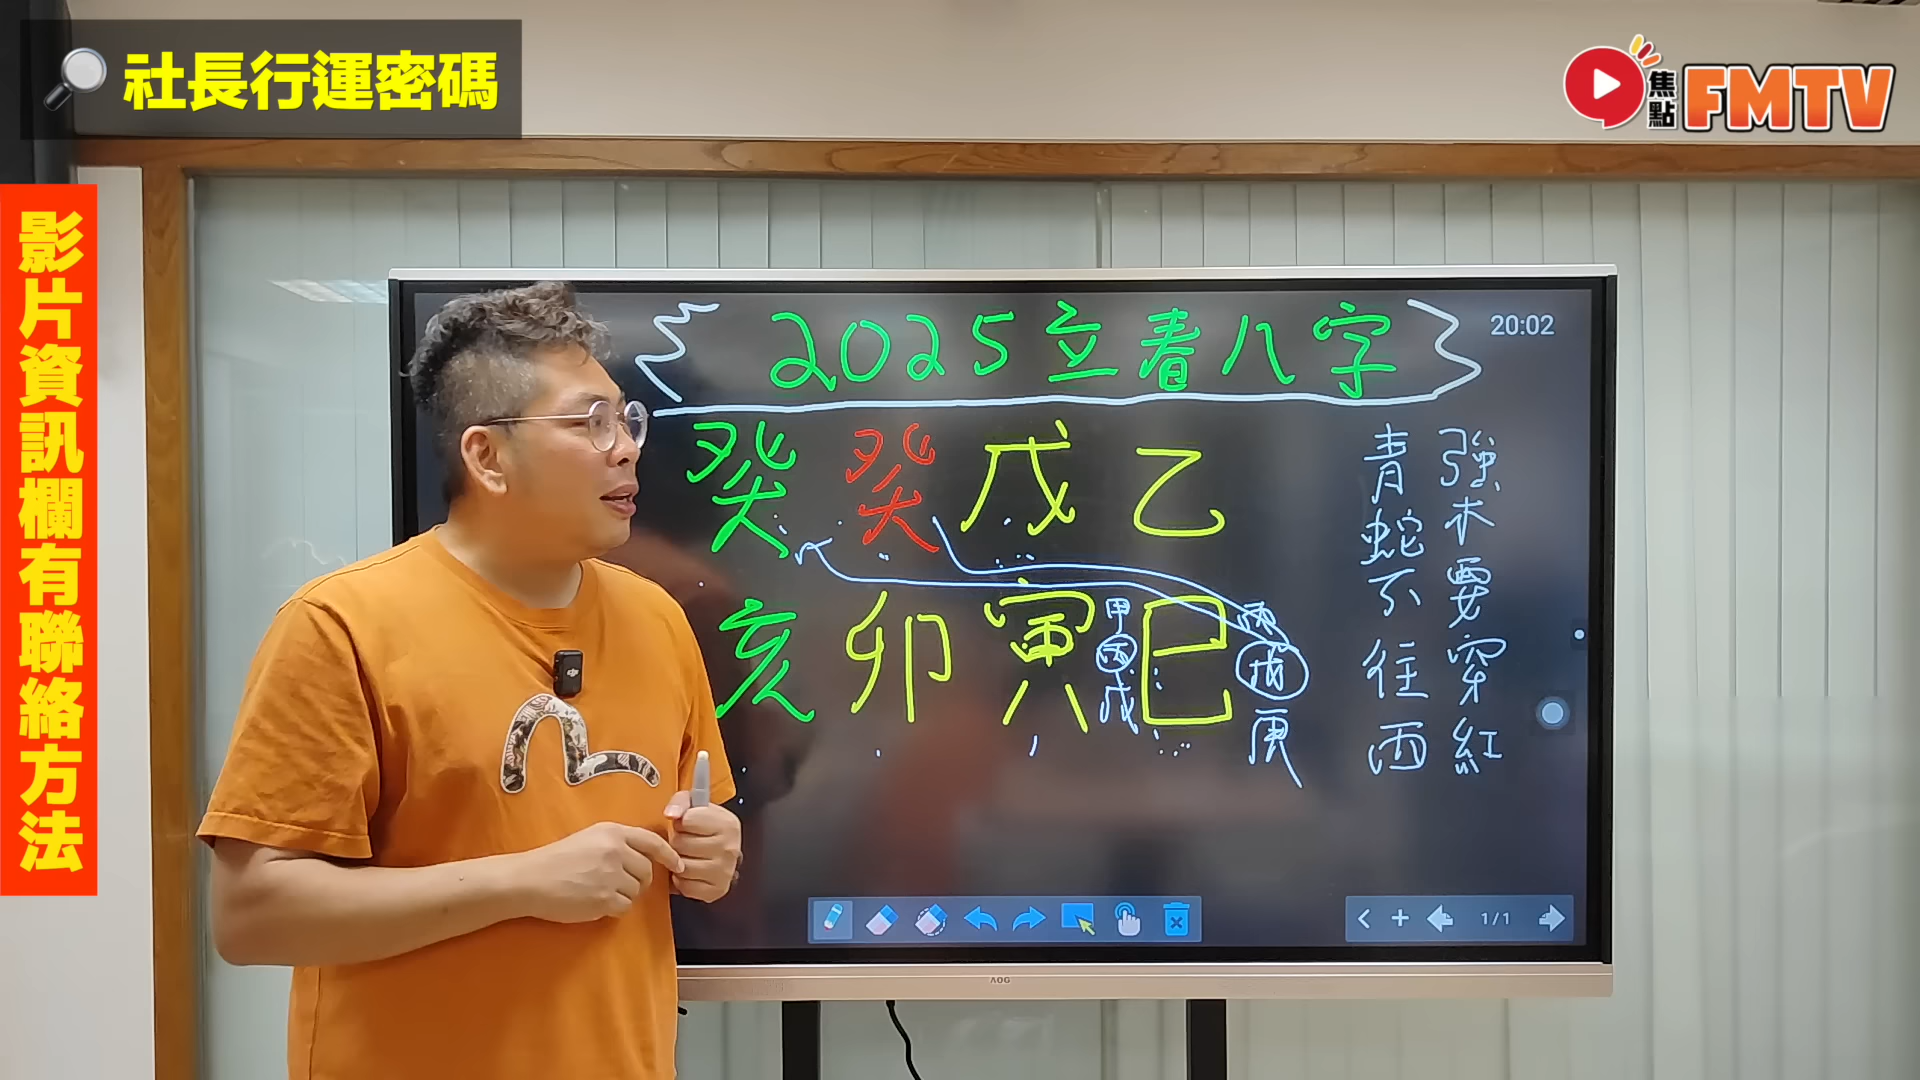 社長行運密碼
焦點 FMTV
影片資訊欄有聯絡方法
2025立春八字
20:02
癸 癸 戊 乙
亥 卯 寅 巳
甲
丙
戊
丙
戊
庚
強木要穿紅
青蛇不往西
dji
1/1
AOG